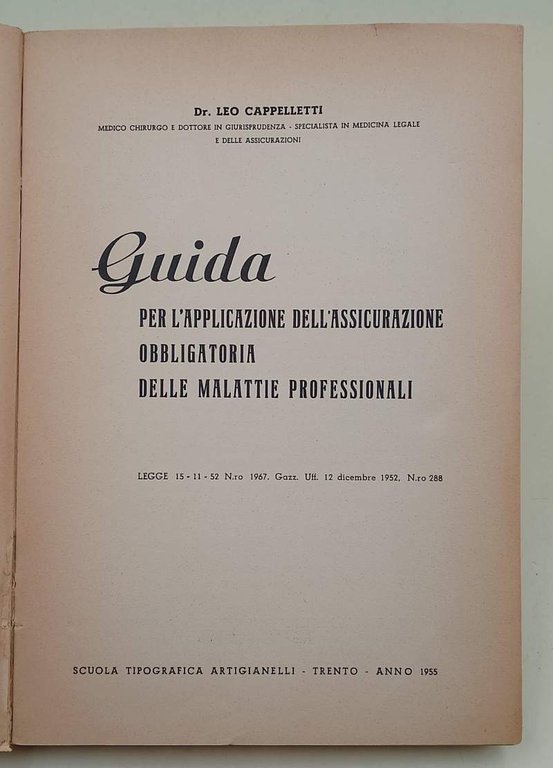 Dr. LEO CAPPELLETTI
MEDICO CHIRURGO E DOTTORE IN GIURISPRUDENZA - SPECIALISTA IN MEDICINA LEGALE
E DELLE ASSICURAZIONI
Guida
PER L'APPLICAZIONE DELL'ASSICURAZIONE
OBBLIGATORIA
DELLE MALATTIE PROFESSIONALI
LEGGE 15 - 11 - 52 N.ro 1967, Gazz. Uff. 12 dicembre 1952, N.ro 288
SCUOLA TIPOGRAFICA ARTIGIANELLI - TRENTO - ANNO 1955